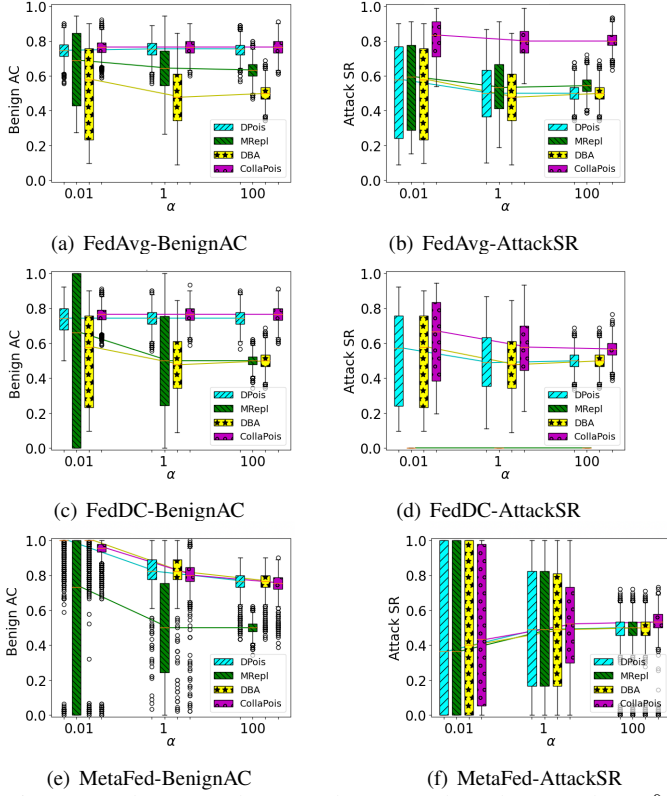 1.0
0.8
0.6
0.4
0.2
0.0
Benign AC
DPois
MRepl
DBA
CollaPois
0.01 1 100
α
(a) FedAvg-BenignAC
1.0
0.8
0.6
0.4
0.2
0.0
Attack SR
DPois
MRepl
DBA
CollaPois
0.01 1 100
α
(b) FedAvg-AttackSR
1.0
0.8
0.6
0.4
0.2
0.0
Benign AC
DPois
MRepl
DBA
CollaPois
0.01 1 100
α
(c) FedDC-BenignAC
1.0
0.8
0.6
0.4
0.2
0.0
Attack SR
DPois
MRepl
DBA
CollaPois
0.01 1 100
α
(d) FedDC-AttackSR
1.0
0.8
0.6
0.4
0.2
0.0
Benign AC
DPois
MRepl
DBA
CollaPois
0.01 1 100
α
(e) MetaFed-BenignAC
1.0
0.8
0.6
0.4
0.2
0.0
Attack SR
DPois
MRepl
DBA
CollaPois
0.01 1 100
α
(f) MetaFed-AttackSR